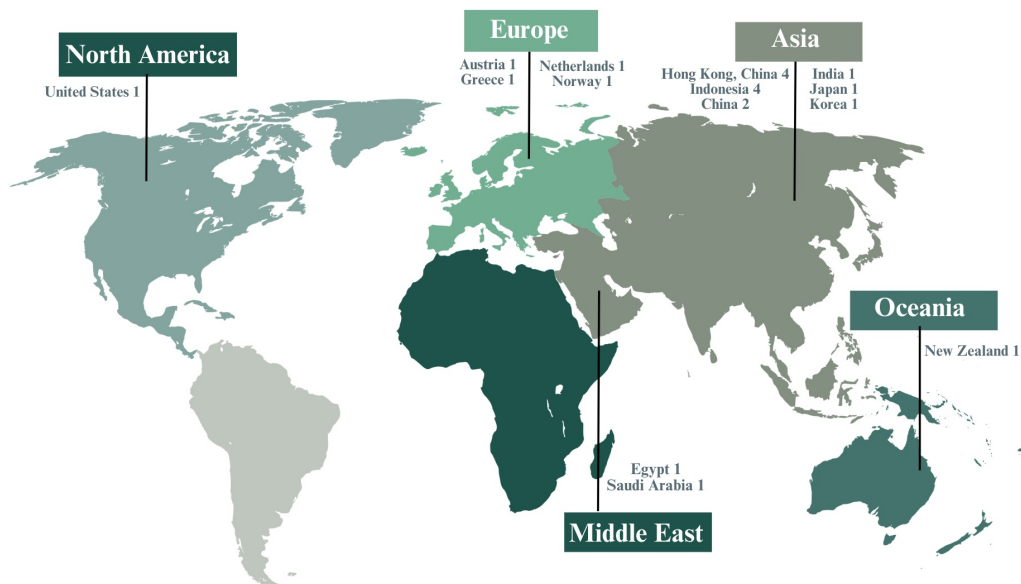 North America
United States 1
Europe
Austria 1
Greece 1
Netherlands 1
Norway 1
Asia
Hong Kong, China 4
Indonesia 4
China 2
India 1
Japan 1
Korea 1
Oceania
New Zealand 1
Egypt 1
Saudi Arabia 1
Middle East